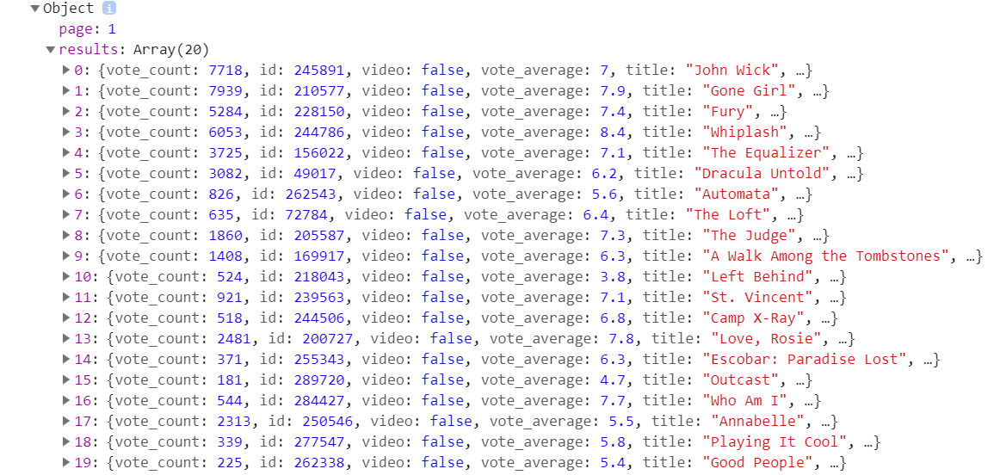 ▼Object i
page: 1
▼results: Array(20)
▶0: {vote_count: 7718, id: 245891, video: false, vote_average: 7, title: "John Wick", …}
▶1: {vote_count: 7939, id: 210577, video: false, vote_average: 7.9, title: "Gone Girl", …}
▶2: {vote_count: 5284, id: 228150, video: false, vote_average: 7.4, title: "Fury", …}
▶3: {vote_count: 6053, id: 244786, video: false, vote_average: 8.4, title: "Whiplash", …}
▶4: {vote_count: 3725, id: 156022, video: false, vote_average: 7.1, title: "The Equalizer", …}
▶5: {vote_count: 3082, id: 49017, video: false, vote_average: 6.2, title: "Dracula Untold", …}
▶6: {vote_count: 826, id: 262543, video: false, vote_average: 5.6, title: "Automata", …}
▶7: {vote_count: 635, id: 72784, video: false, vote_average: 6.4, title: "The Loft", …}
▶8: {vote_count: 1860, id: 205587, video: false, vote_average: 7.3, title: "The Judge", …}
▶9: {vote_count: 1408, id: 169917, video: false, vote_average: 6.3, title: "A Walk Among the Tombstones", …}
▶10: {vote_count: 524, id: 218043, video: false, vote_average: 3.8, title: "Left Behind", …}
▶11: {vote_count: 921, id: 239563, video: false, vote_average: 7.1, title: "St. Vincent", …}
▶12: {vote_count: 518, id: 244506, video: false, vote_average: 6.8, title: "Camp X-Ray", …}
▶13: {vote_count: 2481, id: 200727, video: false, vote_average: 7.8, title: "Love, Rosie", …}
▶14: {vote_count: 371, id: 255343, video: false, vote_average: 6.3, title: "Escobar: Paradise Lost", …}
▶15: {vote_count: 181, id: 289720, video: false, vote_average: 4.7, title: "Outcast", …}
▶16: {vote_count: 544, id: 284427, video: false, vote_average: 7.7, title: "Who Am I", …}
▶17: {vote_count: 2313, id: 250546, video: false, vote_average: 5.5, title: "Annabelle", …}
▶18: {vote_count: 339, id: 277547, video: false, vote_average: 5.8, title: "Playing It Cool", …}
▶19: {vote_count: 225, id: 262338, video: false, vote_average: 5.4, title: "Good People", …}